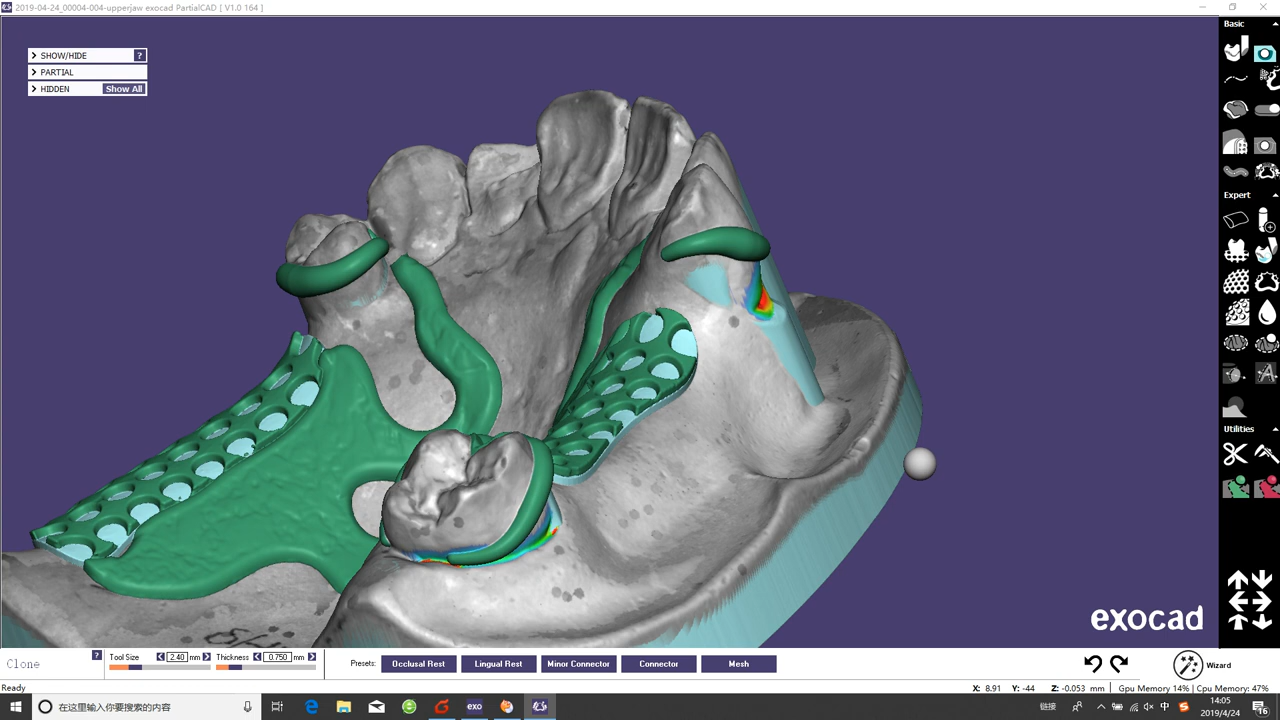 2019-04-24_00004-004-upperjaw exocad PartialCAD [ V1.0 164 ]
Basic
SHOW/HIDE ?
PARTIAL
HIDDEN Show All
Expert
Utilities
exocad
Clone
?
Tool Size 2.40 mm
Thickness 0.750 mm
Presets: Occlusal Rest Lingual Rest Minor Connector Connector Mesh
Wizard
Ready
X: 8.91 Y: -44 Z: -0.053 mm Gpu Memory 14% | Cpu Memory: 47%
在这里输入你要搜索的内容
exo
链接
中
14:05
2019/4/24
16